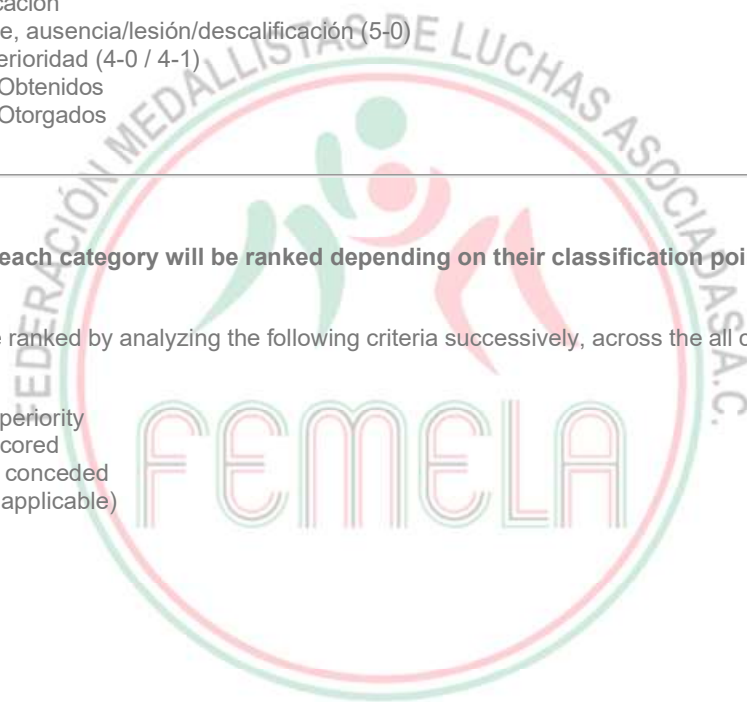 cación
e, ausencia/lesión/descalificación (5-0)
erioridad (4-0 / 4-1)
Obtenidos
Otorgados
FEDERACIÓN MEDALLISTAS DE LUCHAS ASOCIADAS A.C.
each category will be ranked depending on their classification poi
ranked by analyzing the following criteria successively, across the all
periority
cored
conceded
applicable)
FEMELA